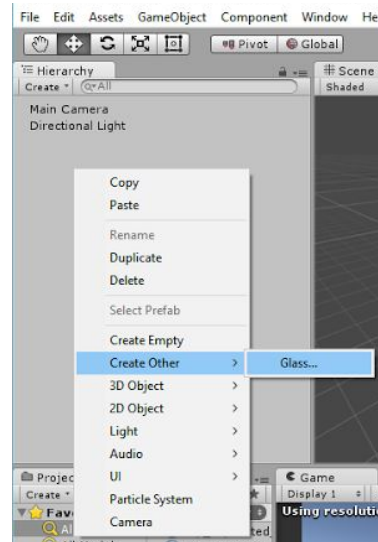 File Edit Assets GameObject Component Window He
Pivot Global
Hierarchy
Create All
Main Camera
Directional Light
# Scene
Shaded
Copy
Paste
Rename
Duplicate
Delete
Select Prefab
Create Empty
Create Other > Glass...
3D Object >
2D Object >
Light >
Audio >
UI >
Particle System
Camera
Projec
Create
Fav
Al
ted
Game
Display 1
Using resoluti